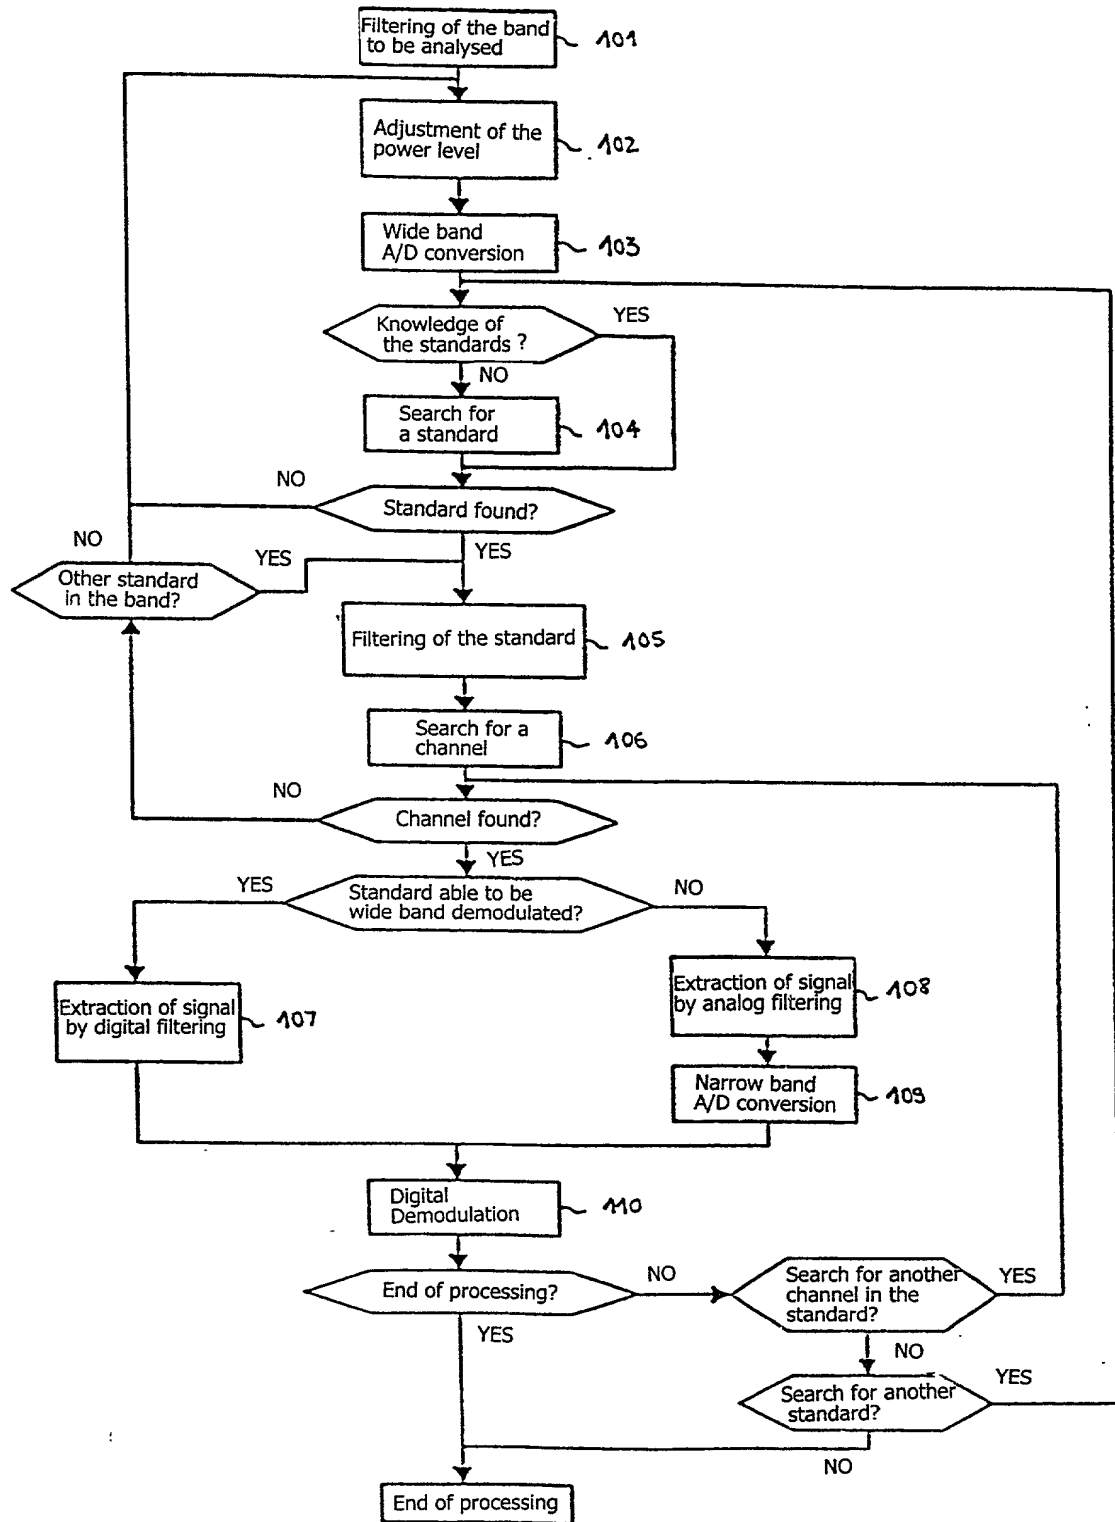 Filtering of the band
to be analysed
101
Adjustment of the
power level
102
Wide band
A/D conversion
103
Knowledge of
the standards ?
YES
NO
Search for
a standard
104
NO
Standard found?
NO
YES
YES
Other standard
in the band?
Filtering of the standard
105
Search for a
channel
106
NO
Channel found?
YES
YES
Standard able to be
wide band demodulated?
NO
Extraction of signal
by digital filtering
107
Extraction of signal
by analog filtering
108
Narrow band
A/D conversion
109
Digital
Demodulation
110
End of processing?
NO
Search for another
channel in the
standard?
YES
YES
NO
Search for another
standard?
YES
NO
End of processing